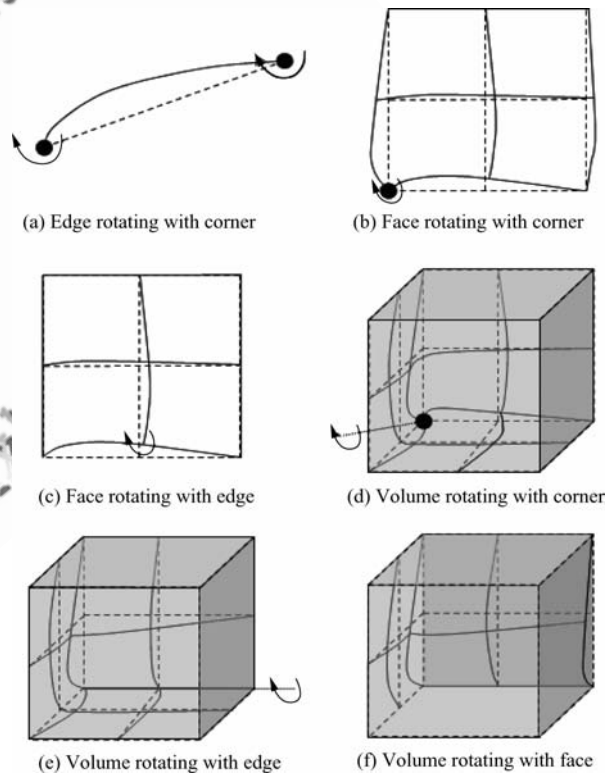 (a) Edge rotating with corner
(b) Face rotating with corner
(c) Face rotating with edge
(d) Volume rotating with corner
(e) Volume rotating with edge
(f) Volume rotating with face